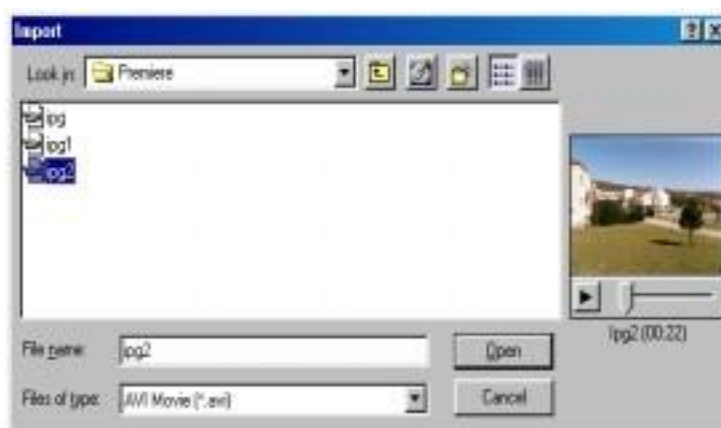 Import
Look in: Premiere
ipg
ipg1
ipg2
Ipg2 (00:22)
File name: ipg2 Open
Files of type: AVI Movie (*.avi) Cancel